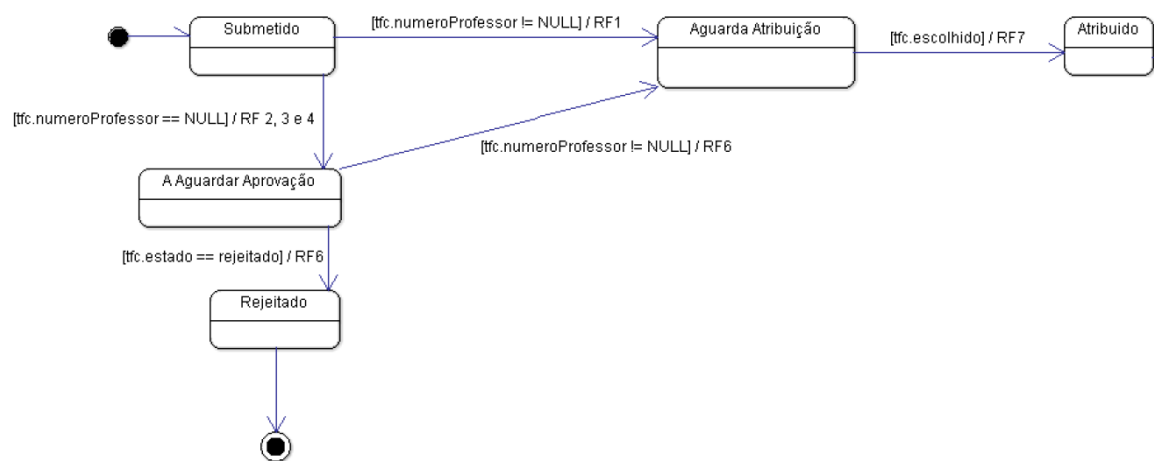 Submetido
[tfc.numeroProfessor != NULL] / RF1
Aguarda Atribuição
[tfc.escolhido] / RF7
Atribuido
[tfc.numeroProfessor == NULL] / RF 2, 3 e 4
[tfc.numeroProfessor != NULL] / RF6
A Aguardar Aprovação
[tfc.estado == rejeitado] / RF6
Rejeitado